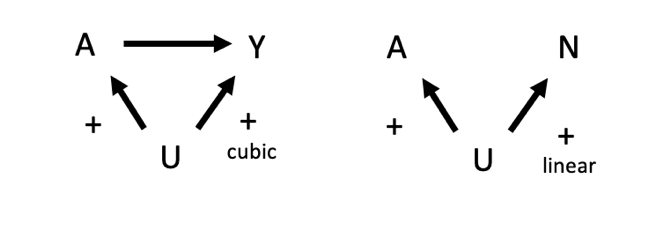 A Y
+ +
U cubic
A N
+ +
U linear